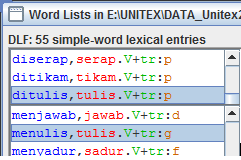 Word Lists in E:\UNITEX\DATA_Unitex2
DLF: 55 simple-word lexical entries
diserap,serap.V+tr:p
ditikam,tikam.V+tr:p
ditulis,tulis.V+tr:p
menjawab,jawab.V+tr:d
menulis,tulis.V+tr:g
menyadur,sadur.V+tr:f